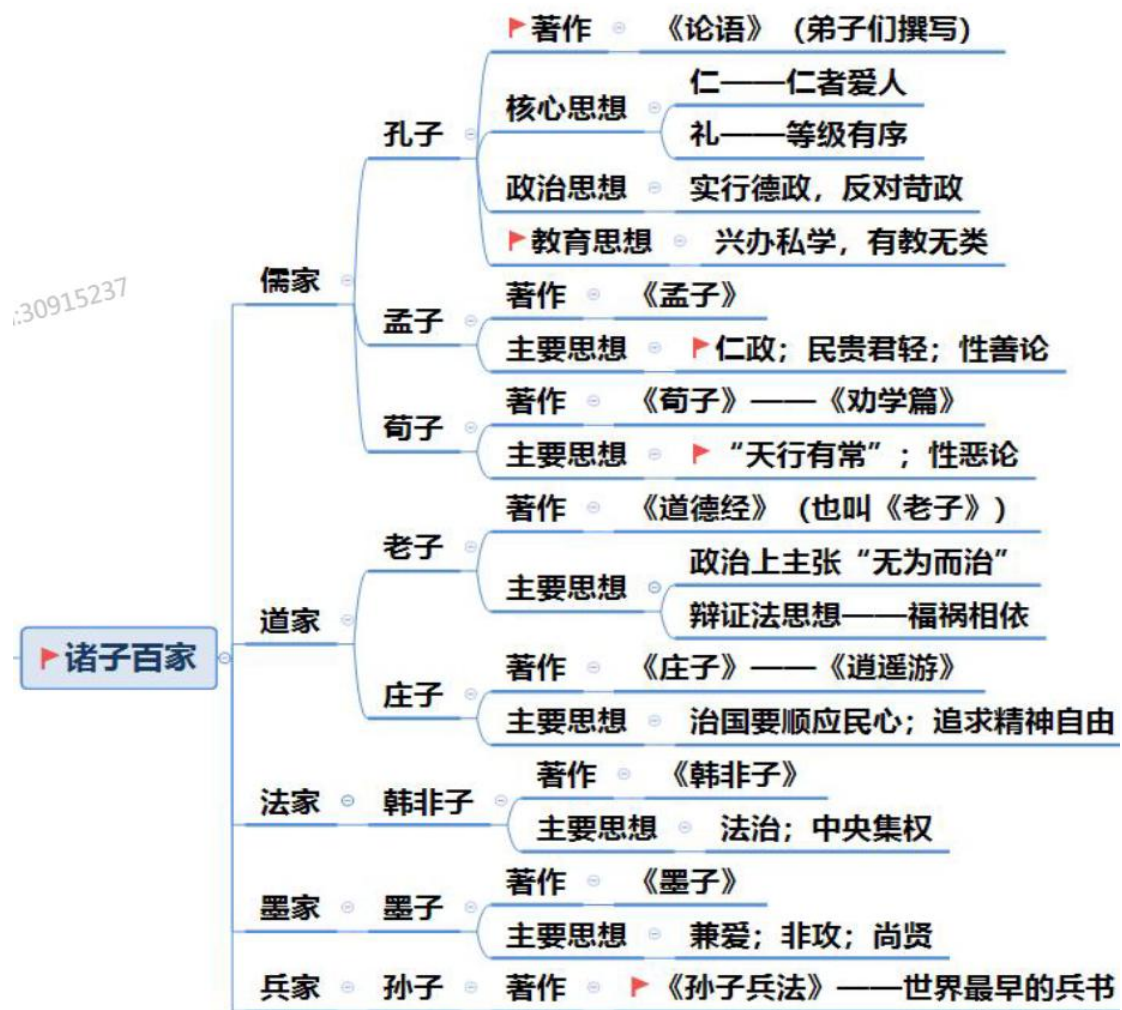 著作 《论语》（弟子们撰写）
核心思想
仁——仁者爱人
礼——等级有序
孔子
政治思想 实行德政，反对苛政
教育思想 兴办私学，有教无类
儒家
:30915237
孟子
著作 《孟子》
主要思想 仁政；民贵君轻；性善论
荀子
著作 《荀子》——《劝学篇》
主要思想 “天行有常”；性恶论
诸子百家
道家
老子
著作 《道德经》（也叫《老子》）
主要思想
政治上主张“无为而治”
辩证法思想——福祸相依
庄子
著作 《庄子》——《逍遥游》
主要思想 治国要顺应民心；追求精神自由
法家 韩非子
著作 《韩非子》
主要思想 法治；中央集权
墨家 墨子
著作 《墨子》
主要思想 兼爱；非攻；尚贤
兵家 孙子 著作 《孙子兵法》——世界最早的兵书